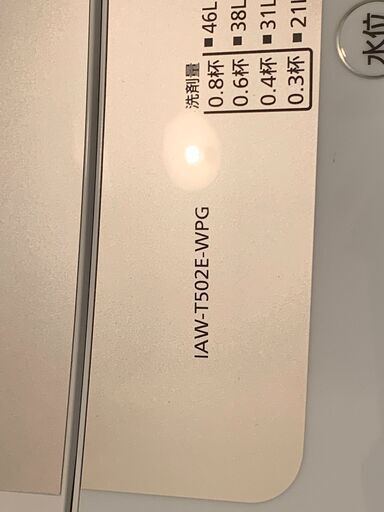 洗剤量
0.8杯 ■46L
0.6杯 ■38L
0.4杯 ■31L
0.3杯 ■21L
水位
IAW-T502E-WPG